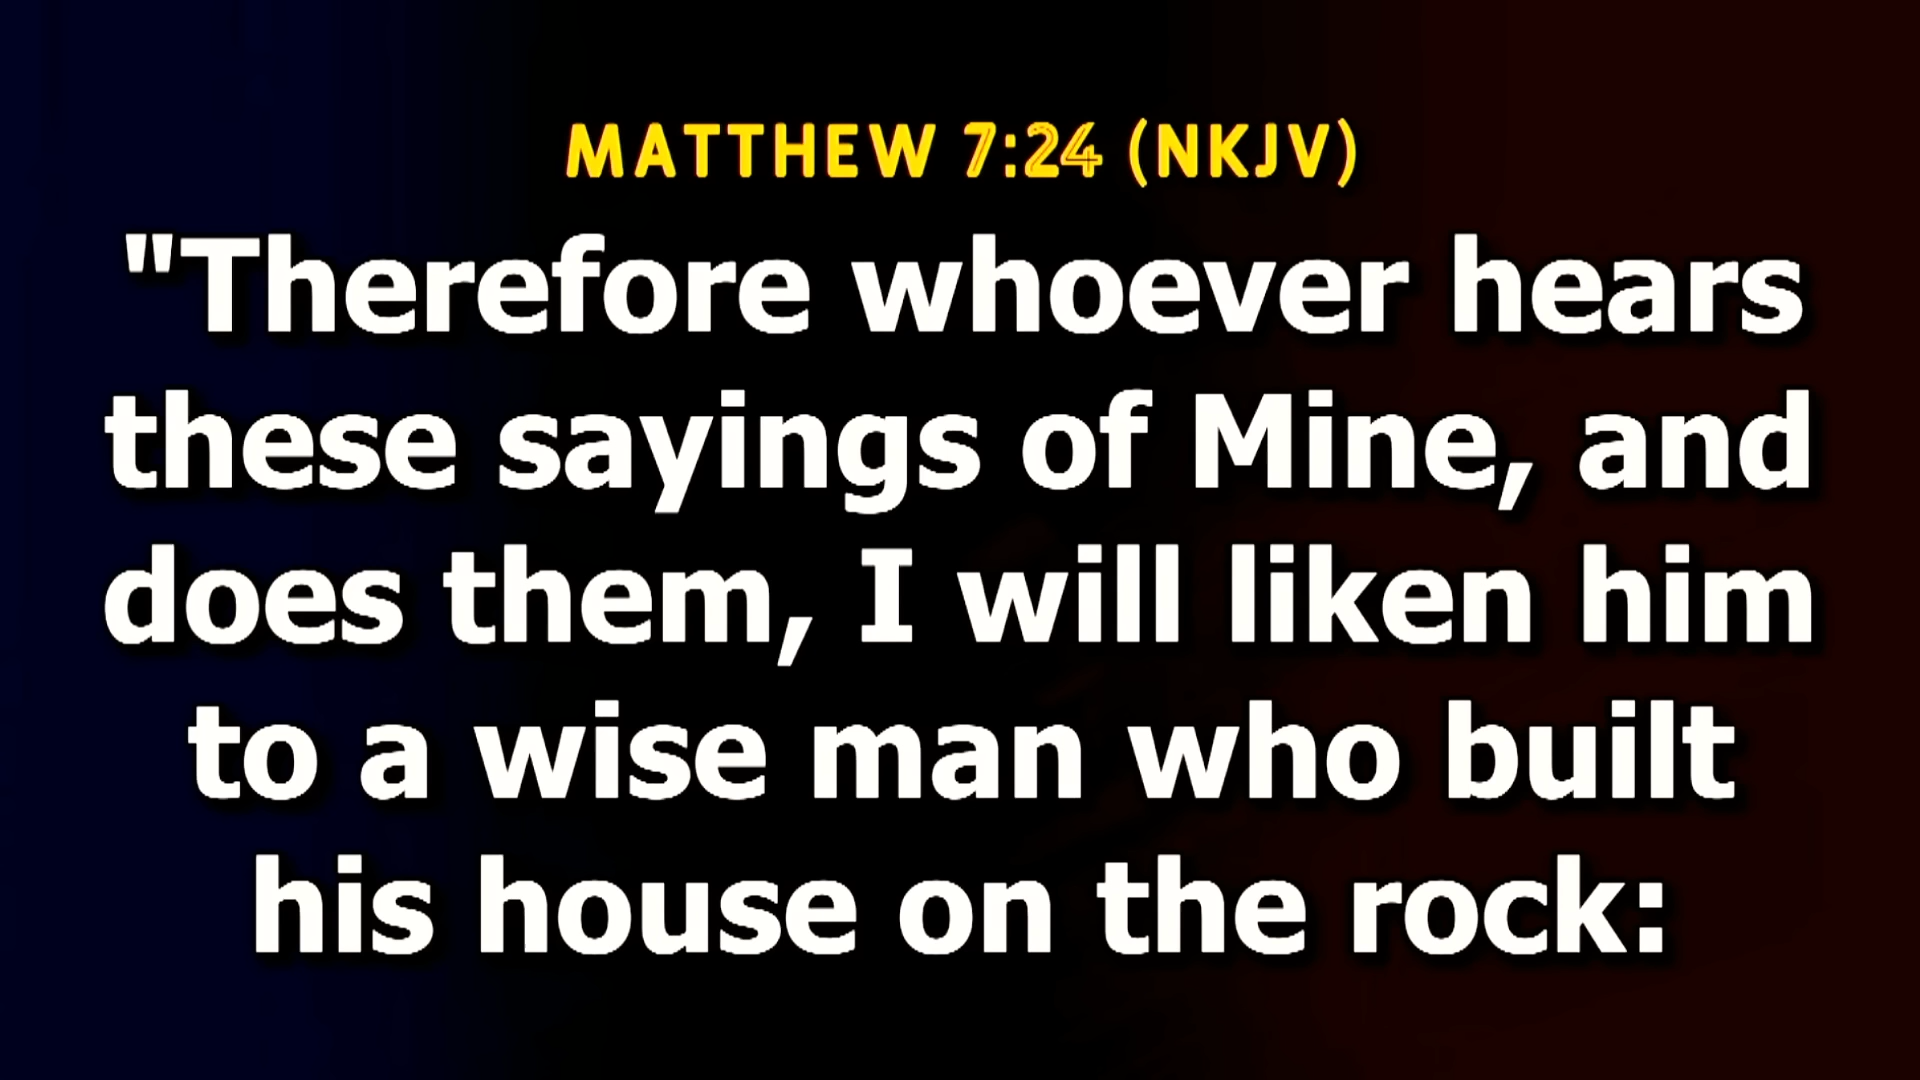 MATTHEW 7:24 (NKJV)
"Therefore whoever hears
these sayings of Mine, and
does them, I will liken him
to a wise man who built
his house on the rock: